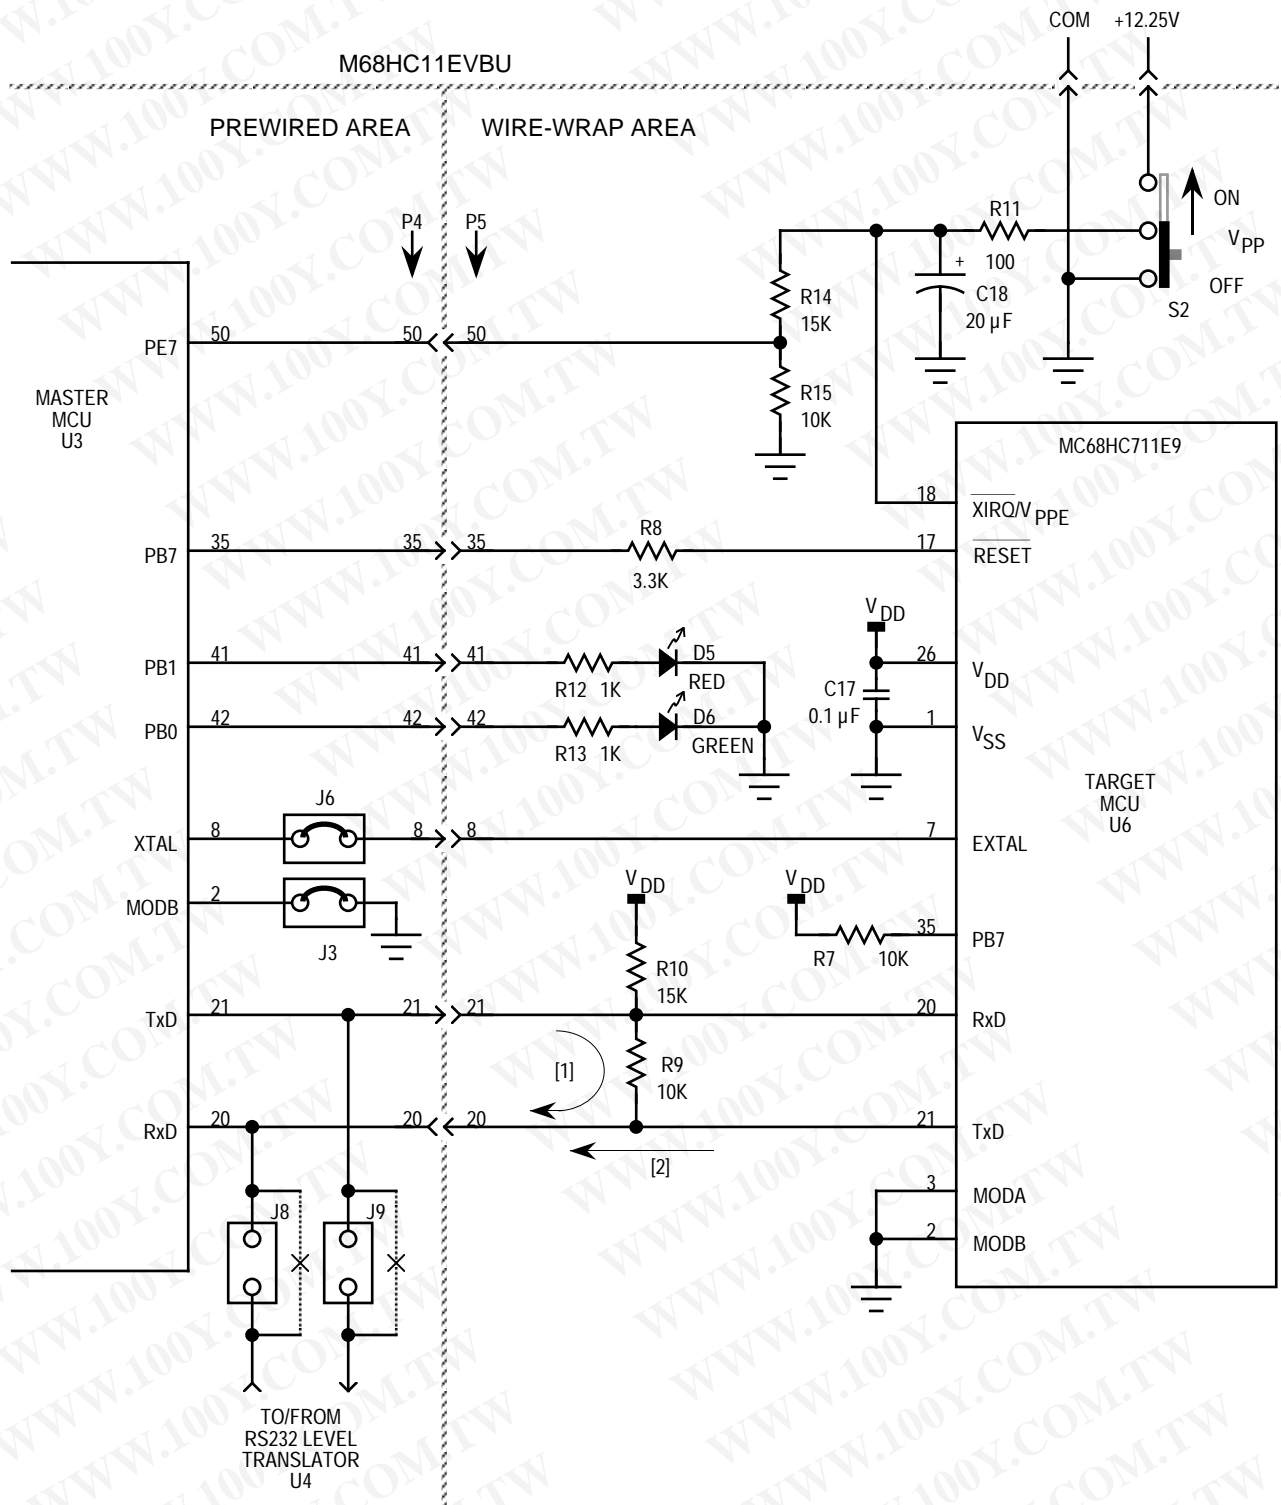 COM +12.25V
M68HC11EVBU
PREWIRED AREA WIRE-WRAP AREA
P4 P5
ON
V PP
OFF
S2
R11
100
+
C18
20 µF
R14
15K
PE7 50 50 50
R15
10K
MASTER
MCU
U3
MC68HC711E9
18 XIRQ/V PPE
PB7 35 35 35
R8
3.3K
17 RESET
V DD
PB1 41 41 41
R12 1K
D5
RED
26 V DD
C17
0.1 µF
PB0 42 42 42
R13 1K
D6
GREEN
1 V SS
TARGET
MCU
U6
J6
XTAL 8 8 8
7 EXTAL
MODB 2
J3
V DD
V DD
R7 10K
35 PB7
R10
15K
TxD 21 21 21
20 RxD
[1]
R9
10K
RxD 20 20 20
21 TxD
[2]
3 MODA
2 MODB
J8 J9
TO/FROM
RS232 LEVEL
TRANSLATOR
U4
WWW.100Y.COM.TW